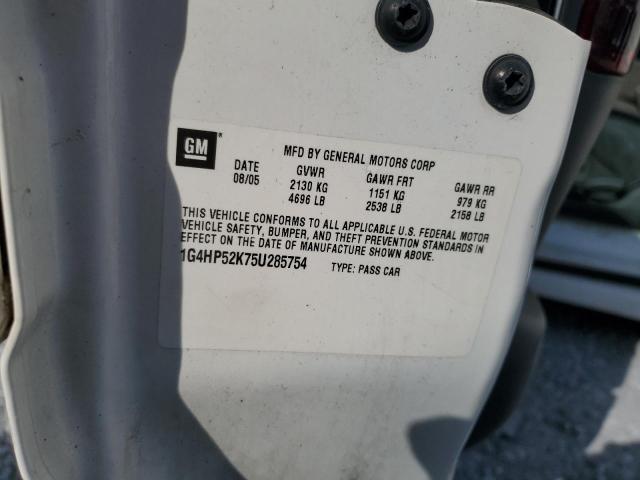 GM
MFD BY GENERAL MOTORS CORP
DATE GVWR GAWR FRT GAWR RR
08/05 2130 KG 1151 KG 979 KG
4696 LB 2538 LB 2158 LB
THIS VEHICLE CONFORMS TO ALL APPLICABLE U.S. FEDERAL MOTOR
VEHICLE SAFETY, BUMPER, AND THEFT PREVENTION STANDARDS IN
EFFECT ON THE DATE OF MANUFACTURE SHOWN ABOVE.
1G4HP52K75U285754 TYPE: PASS CAR